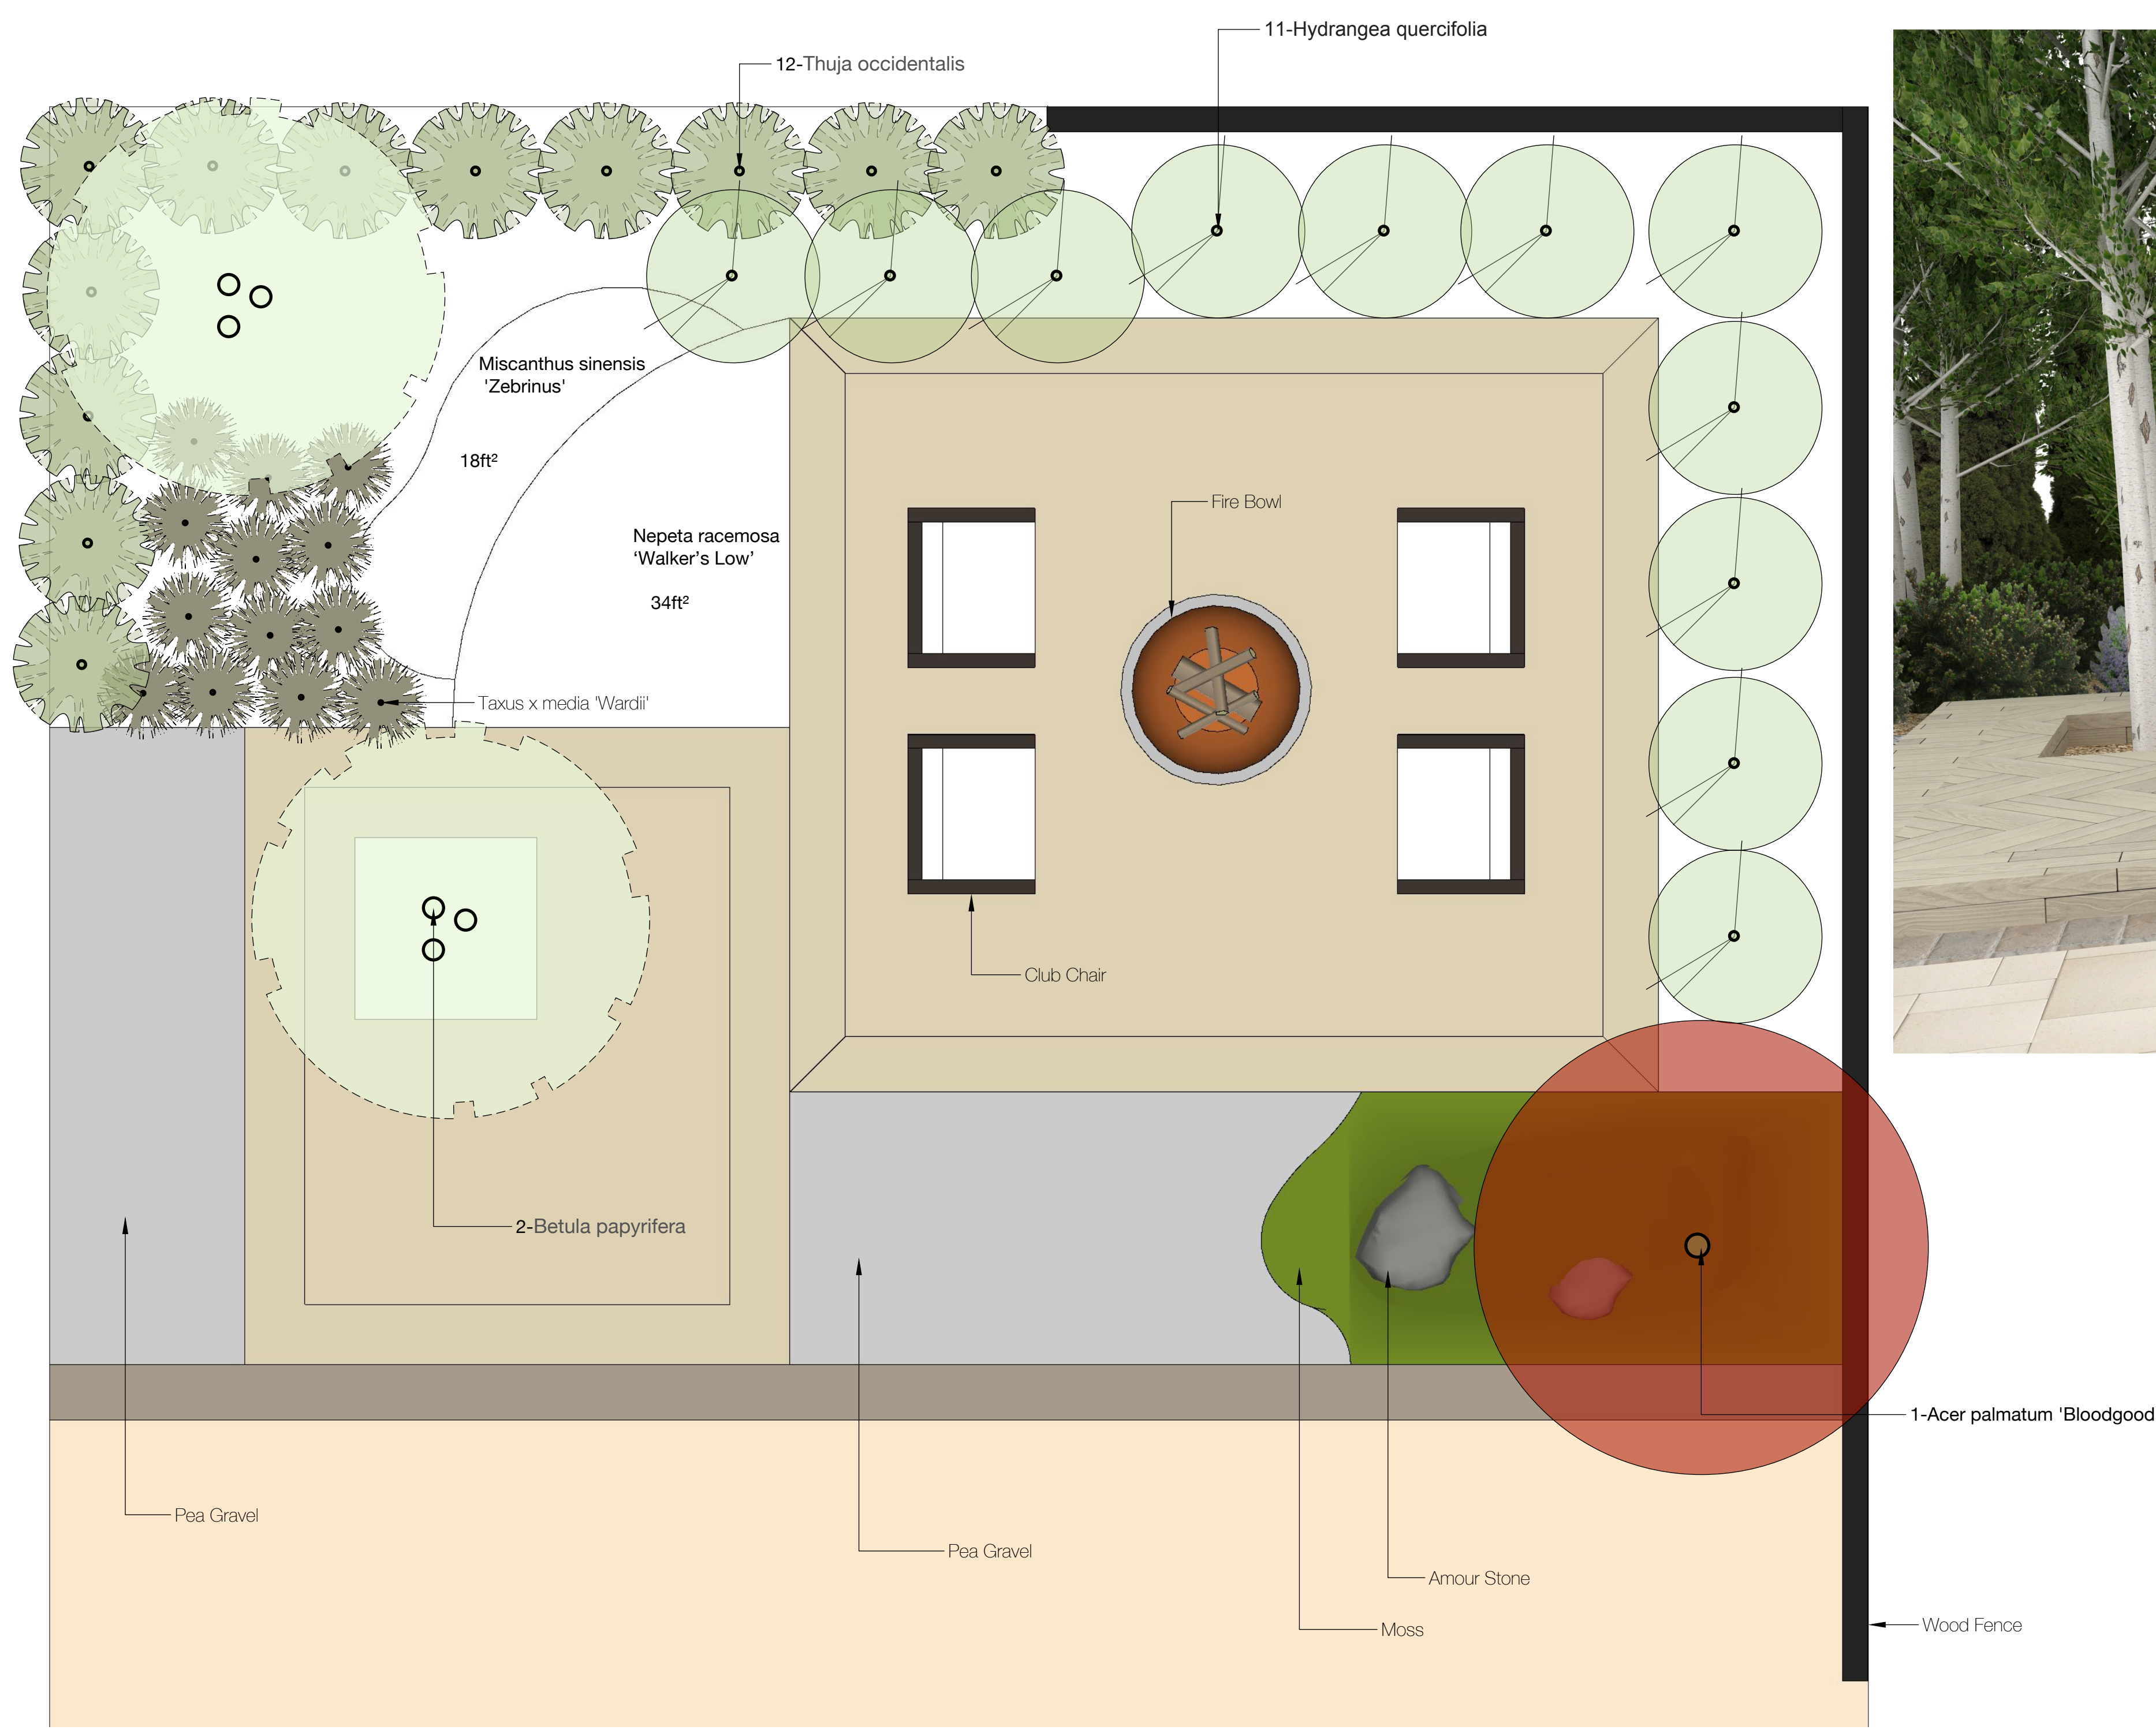 11-Hydrangea quercifolia
12-Thuja occidentalis
Miscanthus sinensis
'Zebrinus'
18ft²
Fire Bowl
Nepeta racemosa
‘Walker’s Low’
34ft²
Taxus x media 'Wardii'
Club Chair
2-Betula papyrifera
1-Acer palmatum 'Bloodgood
Pea Gravel
Pea Gravel
Amour Stone
Moss
Wood Fence